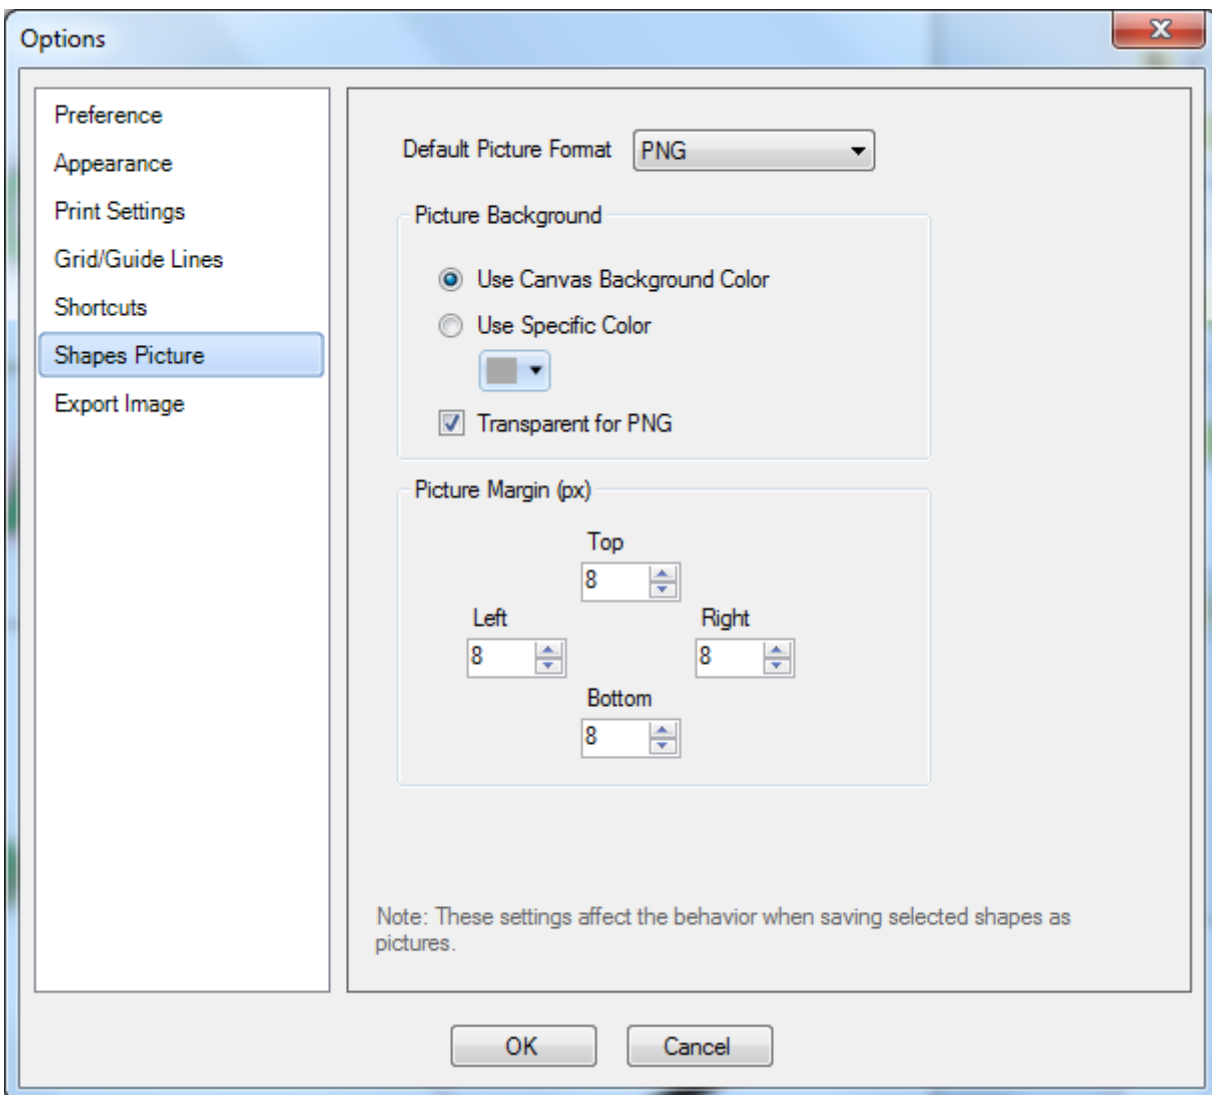 Options
Preference
Appearance
Print Settings
Grid/Guide Lines
Shortcuts
Shapes Picture
Export Image
Default Picture Format PNG
Picture Background
Use Canvas Background Color
Use Specific Color
Transparent for PNG
Picture Margin (px)
Top
8
Left Right
8 8
Bottom
8
Note: These settings affect the behavior when saving selected shapes as
pictures.
OK Cancel